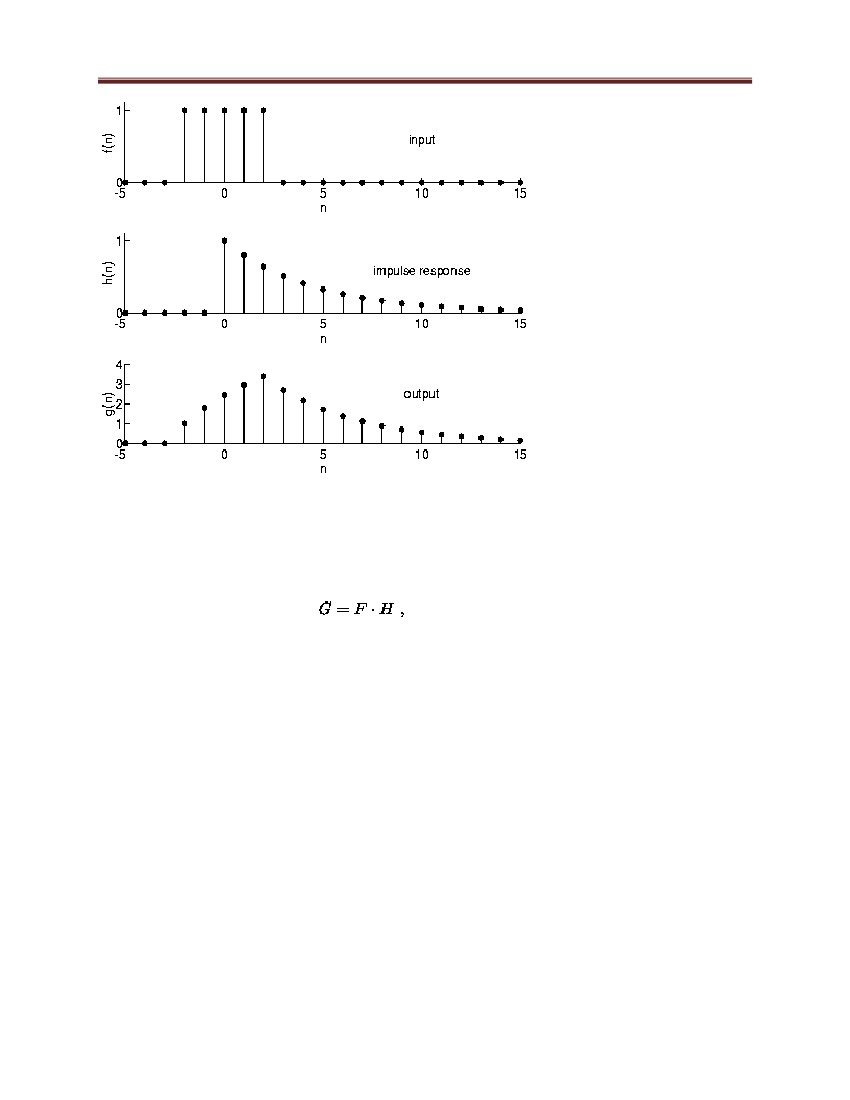 1
f(n)
input
0
-5 0 5 10 15
n
1
h(n)
impulse response
0
-5 0 5 10 15
n
4
3
2
g(n)
output
1
0
-5 0 5 10 15
n
G = F · H ,